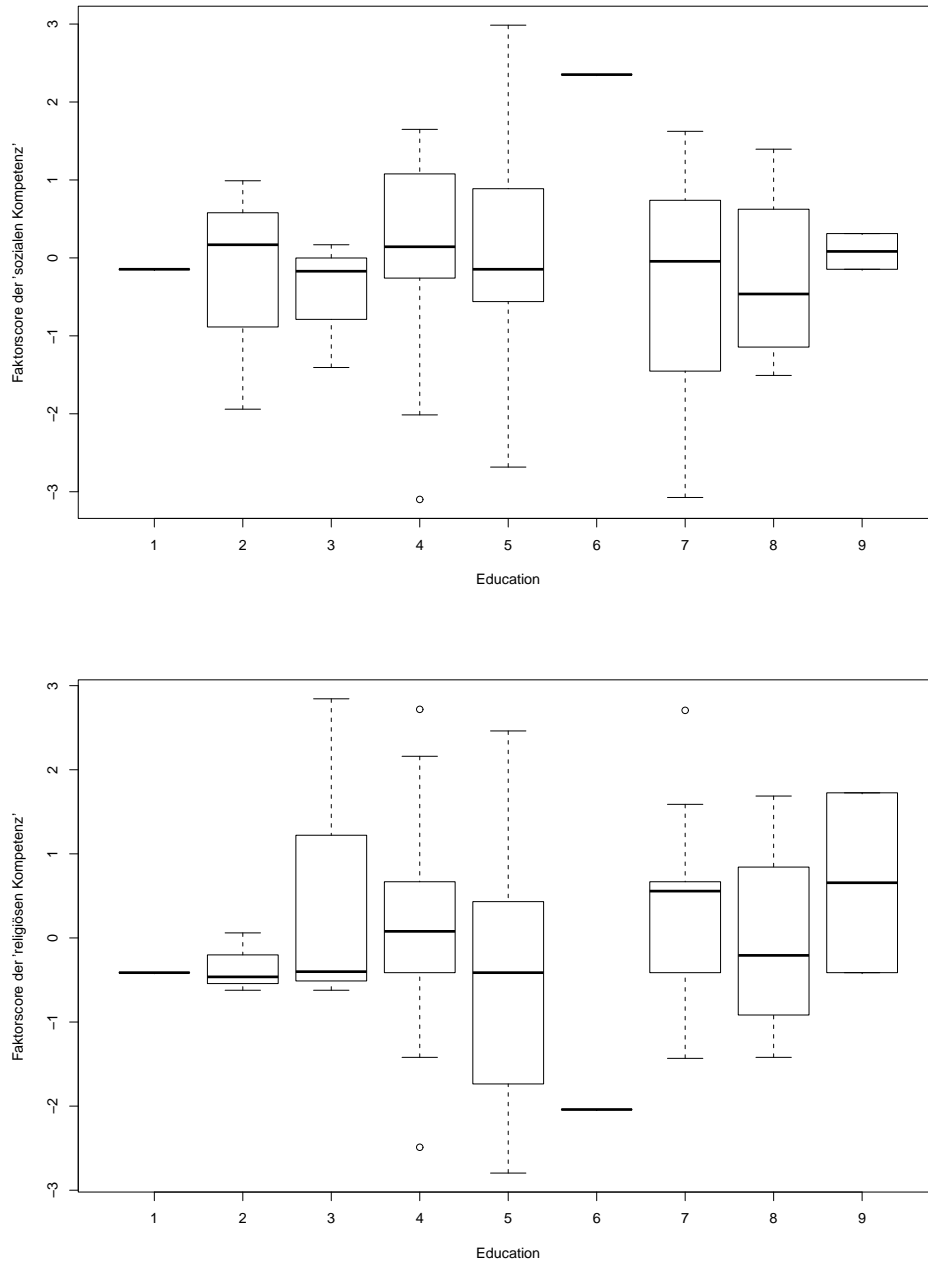 Faktorscore der 'sozialen Kompetenz'
3
2
1
0
−1
−2
−3
1 2 3 4 5 6 7 8 9
Education
Faktorscore der 'religiösen Kompetenz'
3
2
1
0
−1
−2
−3
1 2 3 4 5 6 7 8 9
Education